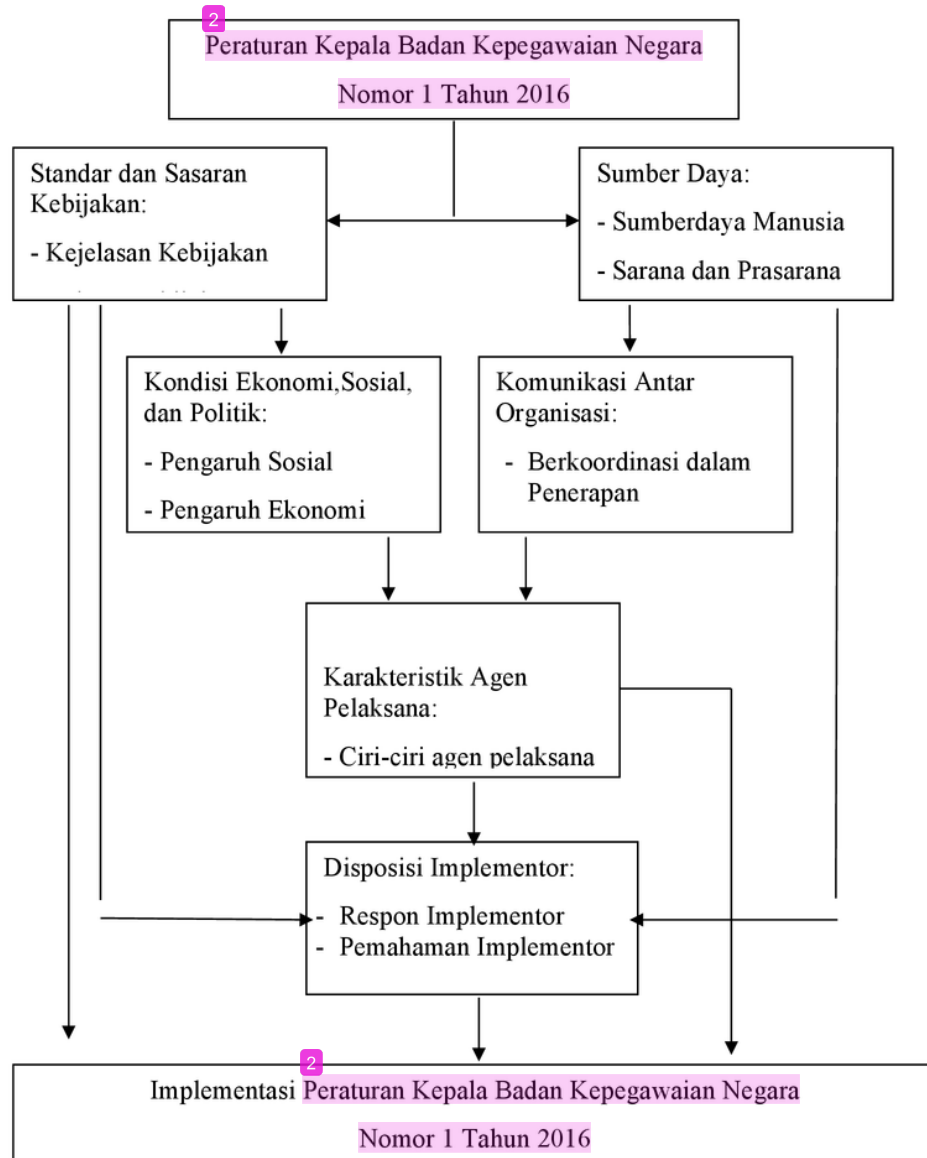 2
Peraturan Kepala Badan Kepegawaian Negara
Nomor 1 Tahun 2016
Standar dan Sasaran
Kebijakan:
- Kejelasan Kebijakan
Sumber Daya:
- Sumberdaya Manusia
- Sarana dan Prasarana
Kondisi Ekonomi,Sosial,
dan Politik:
- Pengaruh Sosial
- Pengaruh Ekonomi
Komunikasi Antar
Organisasi:
- Berkoordinasi dalam
Penerapan
Karakteristik Agen
Pelaksana:
- Ciri-ciri agen pelaksana
Disposisi Implementor:
- Respon Implementor
- Pemahaman Implementor
2
Implementasi Peraturan Kepala Badan Kepegawaian Negara
Nomor 1 Tahun 2016